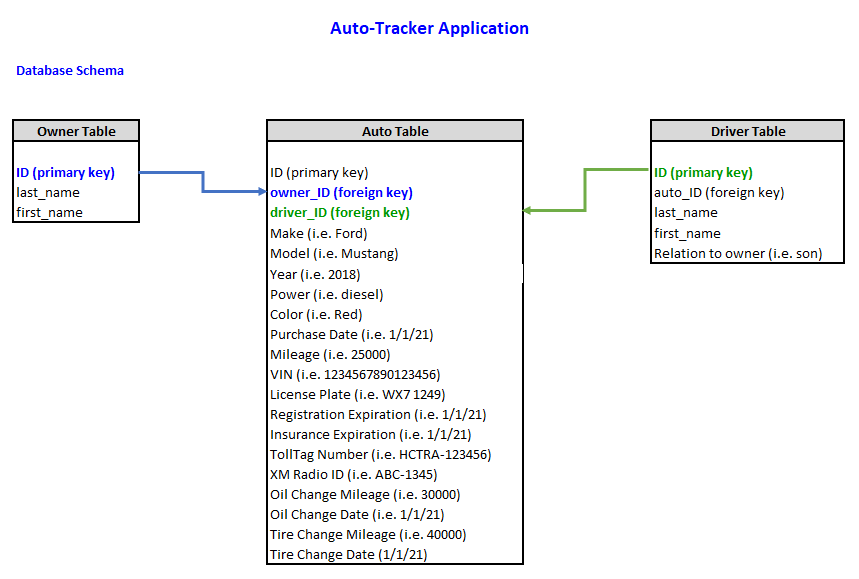 Auto-Tracker Application
Database Schema
Owner Table
ID (primary key)
last_name
first_name
Auto Table
ID (primary key)
owner_ID (foreign key)
driver_ID (foreign key)
Make (i.e. Ford)
Model (i.e. Mustang)
Year (i.e. 2018)
Power (i.e. diesel)
Color (i.e. Red)
Purchase Date (i.e. 1/1/21)
Mileage (i.e. 25000)
VIN (i.e. 1234567890123456)
License Plate (i.e. WX7 1249)
Registration Expiration (i.e. 1/1/21)
Insurance Expiration (i.e. 1/1/21)
TollTag Number (i.e. HCTRA-123456)
XM Radio ID (i.e. ABC-1345)
Oil Change Mileage (i.e. 30000)
Oil Change Date (i.e. 1/1/21)
Tire Change Mileage (i.e. 40000)
Tire Change Date (1/1/21)
Driver Table
ID (primary key)
auto_ID (foreign key)
last_name
first_name
Relation to owner (i.e. son)